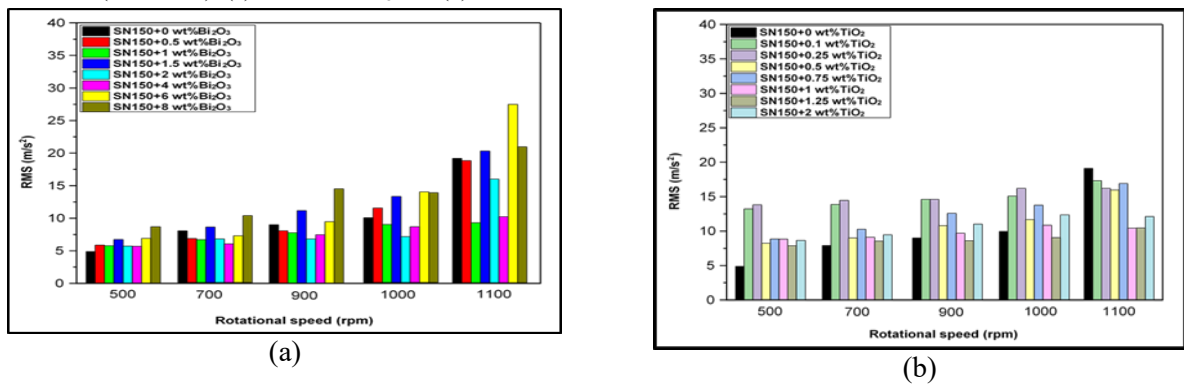 40
35
30
25
20
15
10
5
0
RMS (m/s²)
SN150+0 wt%Bi₂O₃
SN150+0.5 wt%Bi₂O₃
SN150+1 wt%Bi₂O₃
SN150+1.5 wt%Bi₂O₃
SN150+2 wt%Bi₂O₃
SN150+4 wt%Bi₂O₃
SN150+6 wt%Bi₂O₃
SN150+8 wt%Bi₂O₃
500 700 900 1000 1100
Rotational speed (rpm)
(a)
40
35
30
25
20
15
10
5
0
RMS (m/s²)
SN150+0 wt%TiO₂
SN150+0.1 wt%TiO₂
SN150+0.25 wt%TiO₂
SN150+0.5 wt%TiO₂
SN150+0.75 wt%TiO₂
SN150+1 wt%TiO₂
SN150+1.25 wt%TiO₂
SN150+2 wt%TiO₂
500 700 900 1000 1100
Rotational speed (rpm)
(b)